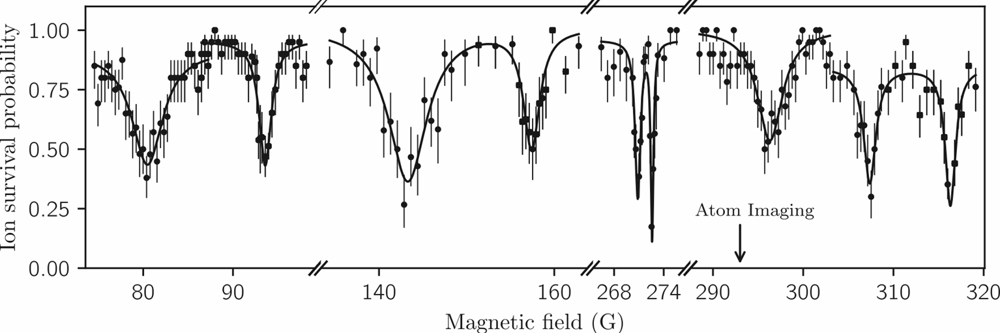 Ion survival probability
1.00
0.75
0.50
0.25
0.00
Atom Imaging
80 90 140 160 268 274 290 300 310 320
Magnetic field (G)